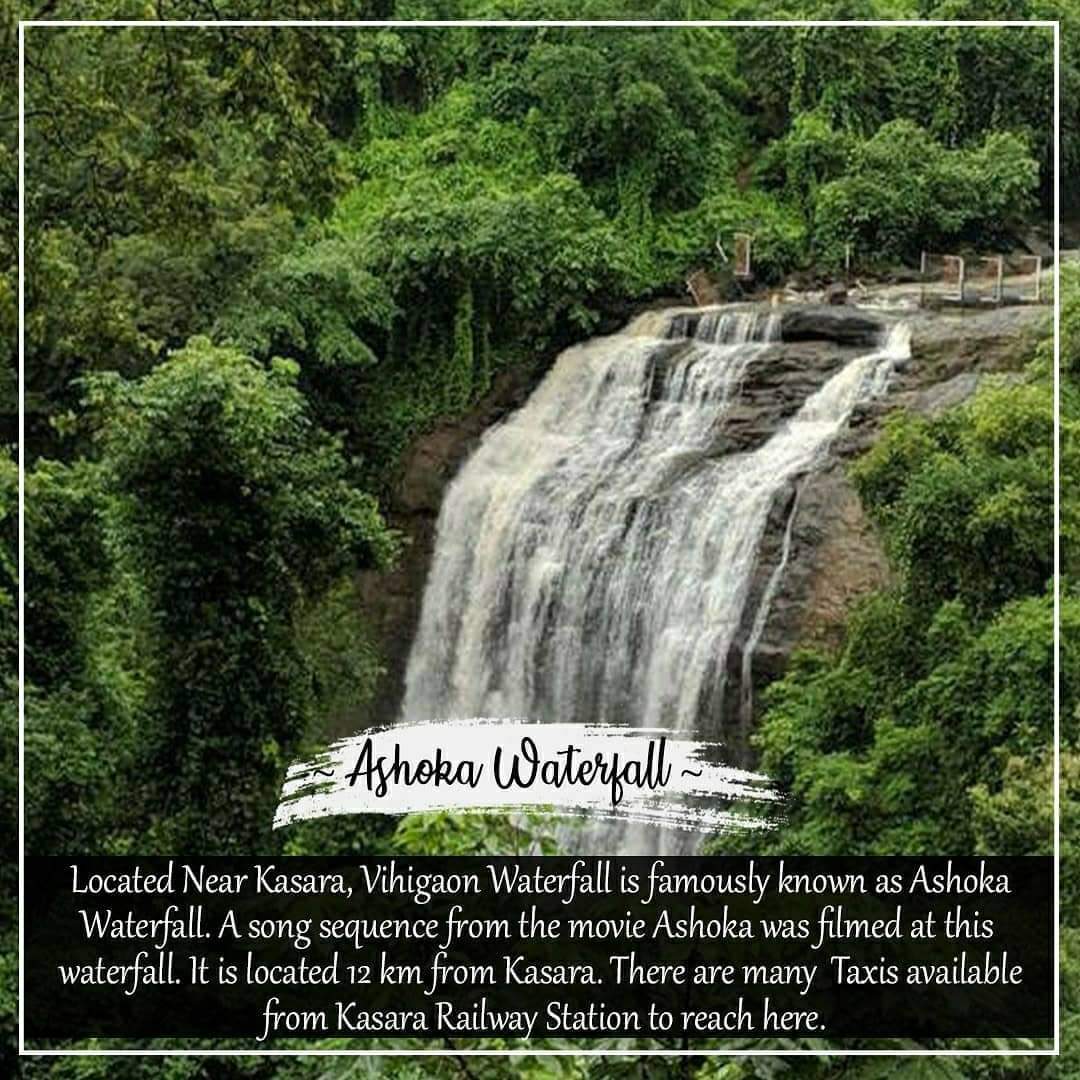 ~ Ashoka Waterfall ~
Located Near Kasara, Vihigaon Waterfall is famously known as Ashoka
Waterfall. A song sequence from the movie Ashoka was filmed at this
waterfall. It is located 12 km from Kasara. There are many Taxis available
from Kasara Railway Station to reach here.